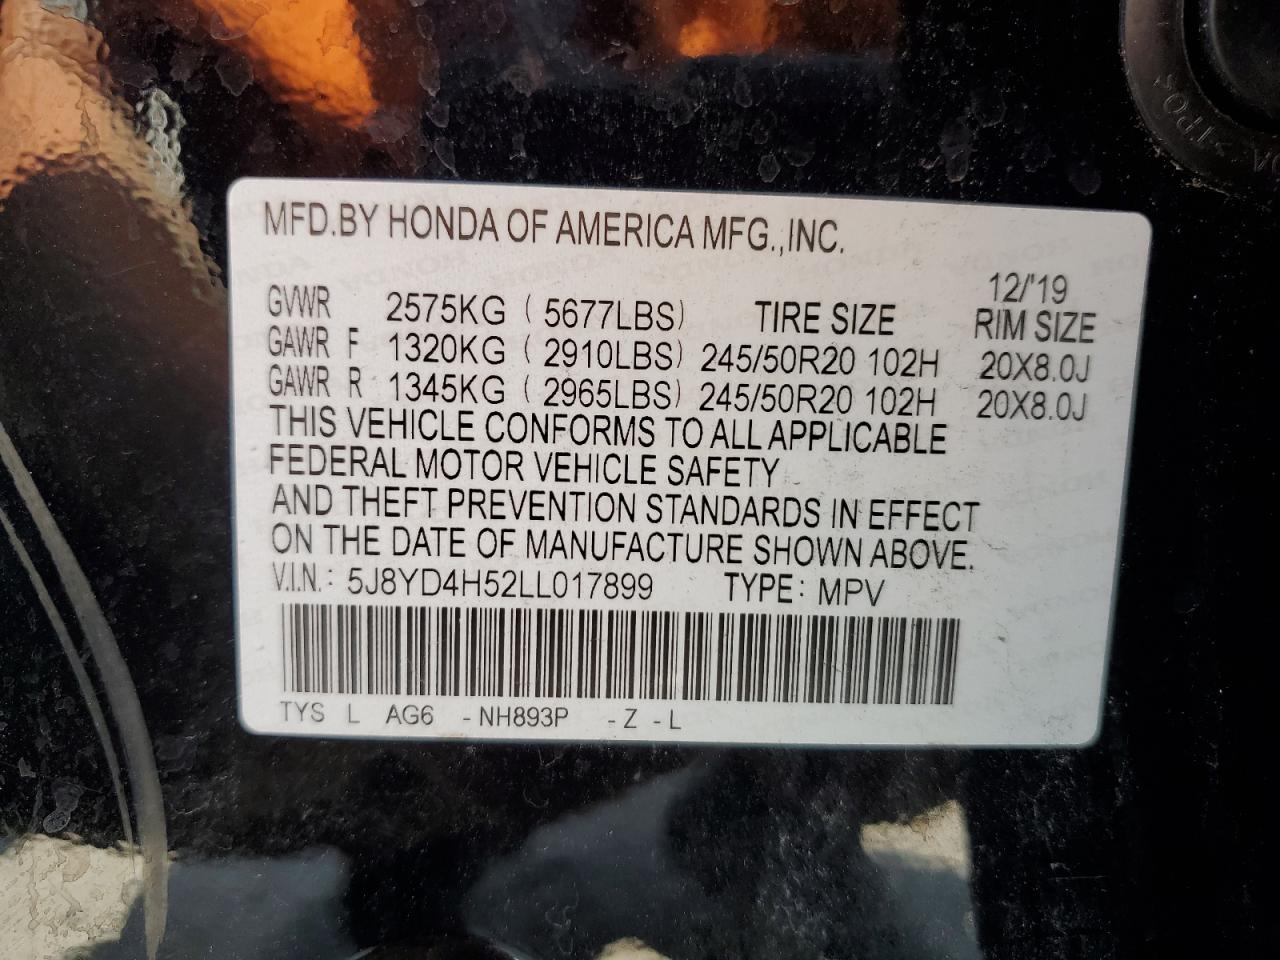 MFD.BY HONDA OF AMERICA MFG.,INC.
12/'19
GVWR 2575KG ( 5677LBS) TIRE SIZE RIM SIZE
GAWR F 1320KG ( 2910LBS) 245/50R20 102H 20X8.0J
GAWR R 1345KG ( 2965LBS) 245/50R20 102H 20X8.0J
THIS VEHICLE CONFORMS TO ALL APPLICABLE
FEDERAL MOTOR VEHICLE SAFETY
AND THEFT PREVENTION STANDARDS IN EFFECT
ON THE DATE OF MANUFACTURE SHOWN ABOVE.
V.I.N.: 5J8YD4H52LL017899 TYPE: MPV
TYS L AG6 -NH893P -Z -L